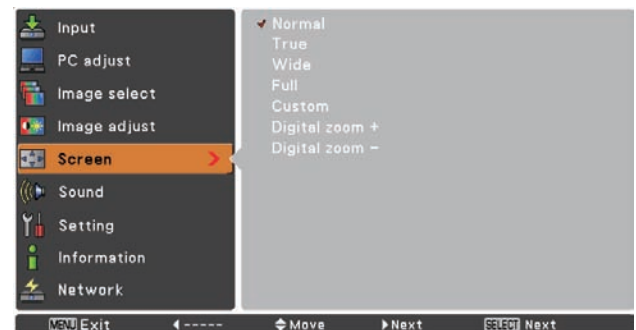 Input
PC adjust
Image select
Image adjust
Screen
Sound
Setting
Information
Network
Normal
True
Wide
Full
Custom
Digital zoom +
Digital zoom –
MENU Exit ◀----- ◆Move ▶Next SELECT Next